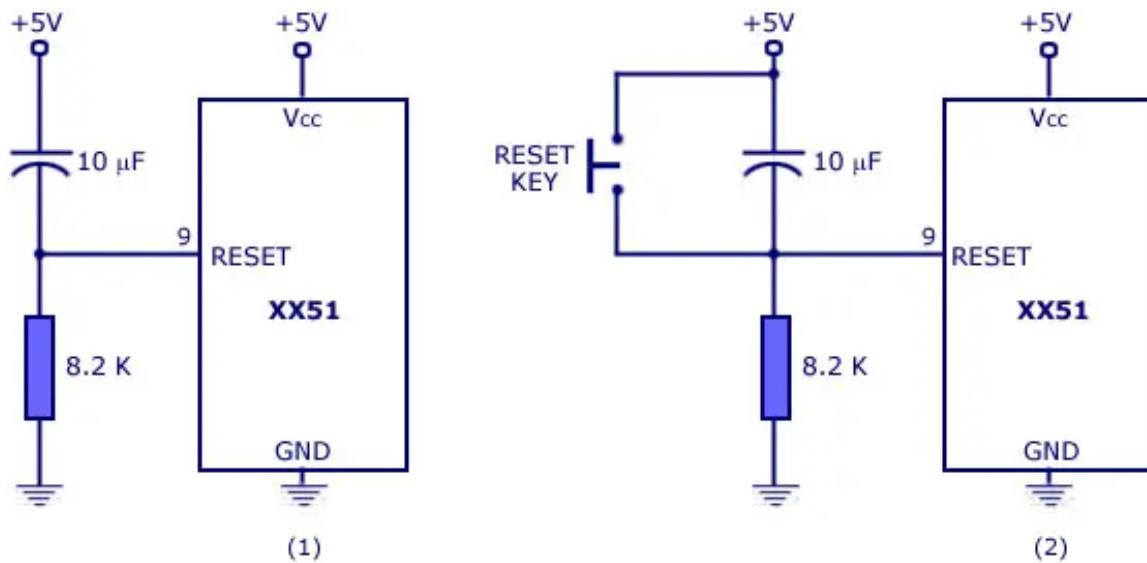 +5V
+5V
Vcc
10 μF
9
RESET
XX51
8.2 K
GND
(1)
+5V
+5V
Vcc
RESET
KEY
10 μF
9
RESET
XX51
8.2 K
GND
(2)